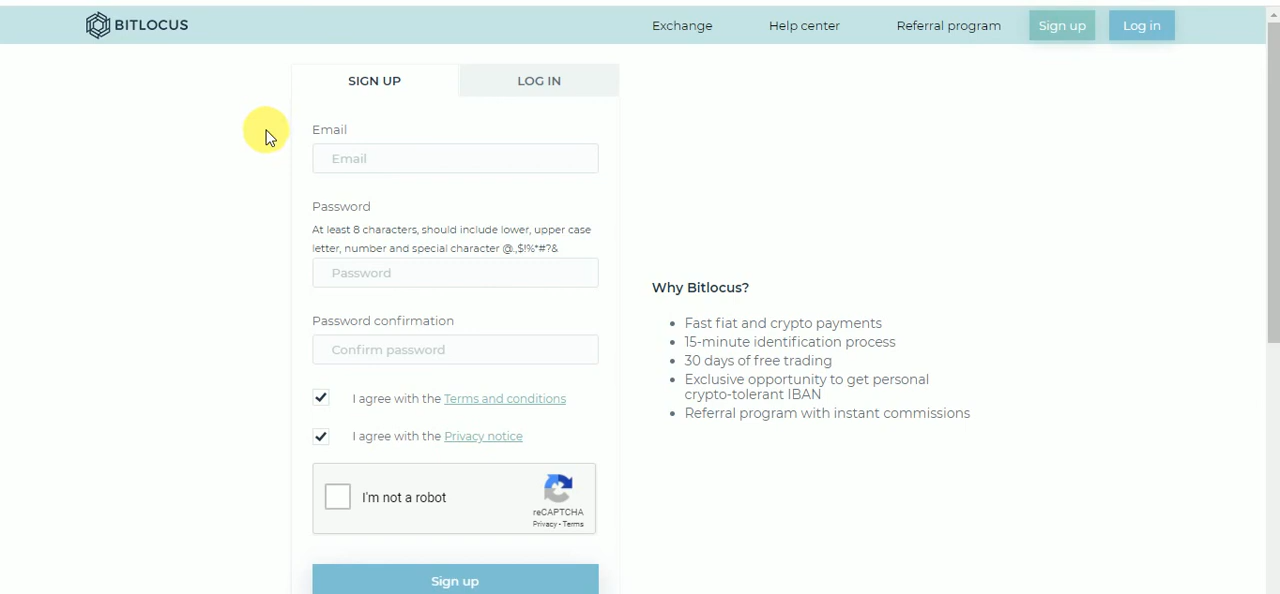 BITLOCUS
Exchange
Help center
Referral program
Sign up
Log in
SIGN UP
LOG IN
Email
Email
Password
At least 8 characters, should include lower, upper case
letter, number and special character @.,$!%*#?&
Password
Password confirmation
Confirm password
I agree with the Terms and conditions
I agree with the Privacy notice
I'm not a robot
reCAPTCHA
Privacy - Terms
Sign up
Why Bitlocus?
Fast fiat and crypto payments
15-minute identification process
30 days of free trading
Exclusive opportunity to get personal
crypto-tolerant IBAN
Referral program with instant commissions